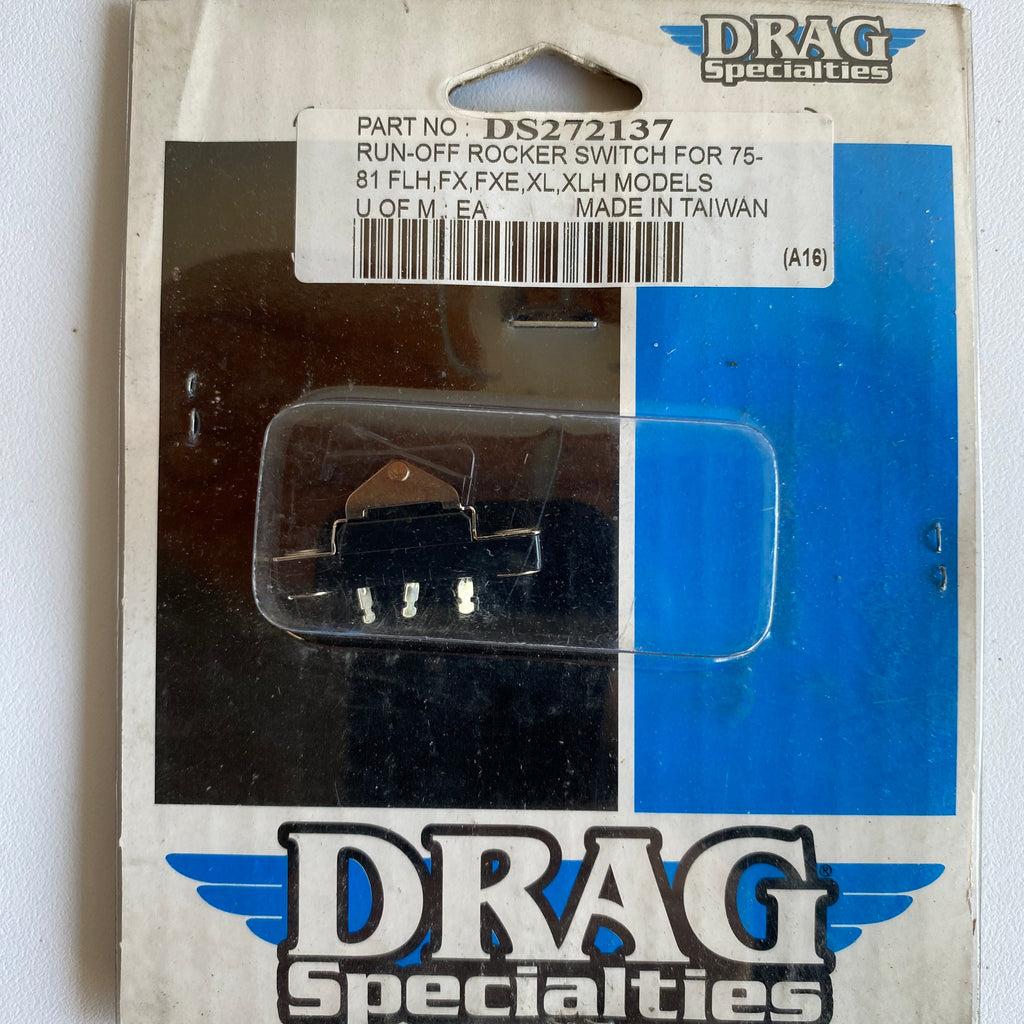 DRAG
Specialties
PART NO : DS272137
RUN-OFF ROCKER SWITCH FOR 75-
81 FLH,FX,FXE,XL,XLH MODELS
U OF M : EA MADE IN TAIWAN
(A16)
DRAG®
Specialties